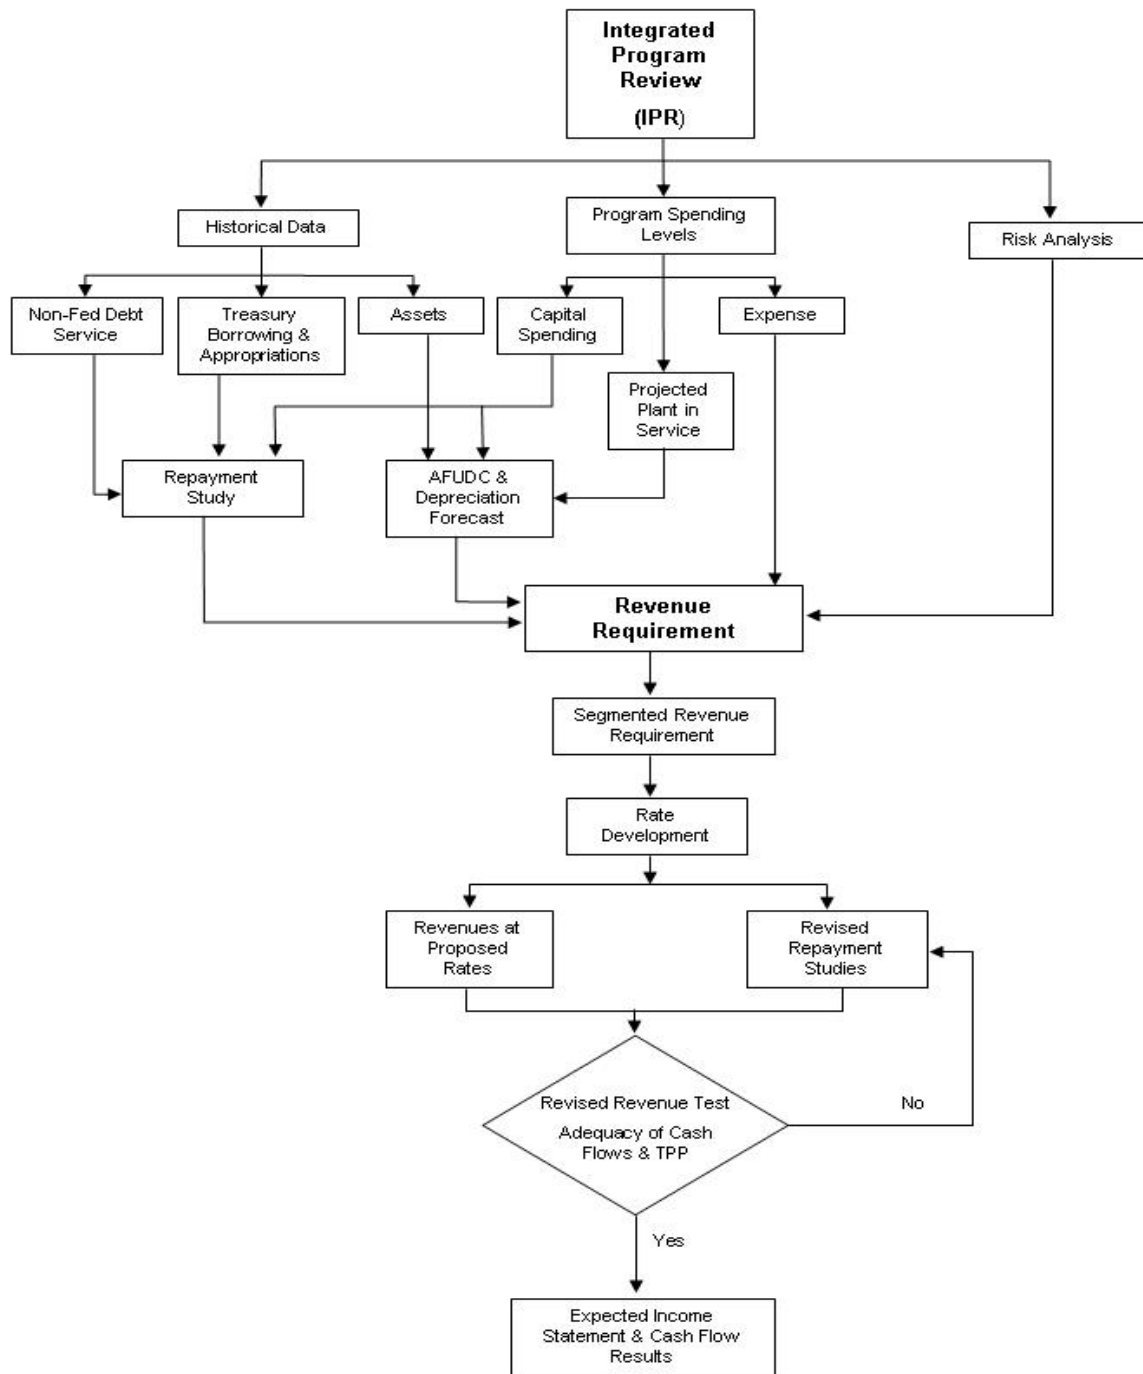 Integrated
Program
Review
(IPR)
Historical Data
Program Spending
Levels
Risk Analysis
Non-Fed Debt
Service
Treasury
Borrowing &
Appropriations
Assets
Capital
Spending
Expense
Projected
Plant in
Service
Repayment
Study
AFUDC &
Depreciation
Forecast
Revenue
Requirement
Segmented Revenue
Requirement
Rate
Development
Revenues at
Proposed
Rates
Revised
Repayment
Studies
Revised Revenue Test
Adequacy of Cash
Flows & TPP
No
Yes
Expected Income
Statement & Cash Flow
Results